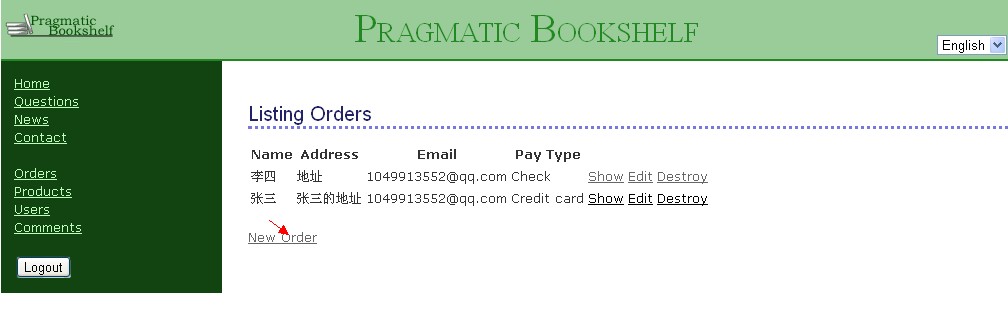 Pragmatic
Bookshelf
PRAGMATIC BOOKSHELF
English
Home
Questions
News
Contact
Orders
Products
Users
Comments
Logout
Listing Orders
Name Address Email Pay Type
李四 地址 1049913552@qq.com Check Show Edit Destroy
张三 张三的地址 1049913552@qq.com Credit card Show Edit Destroy
New Order